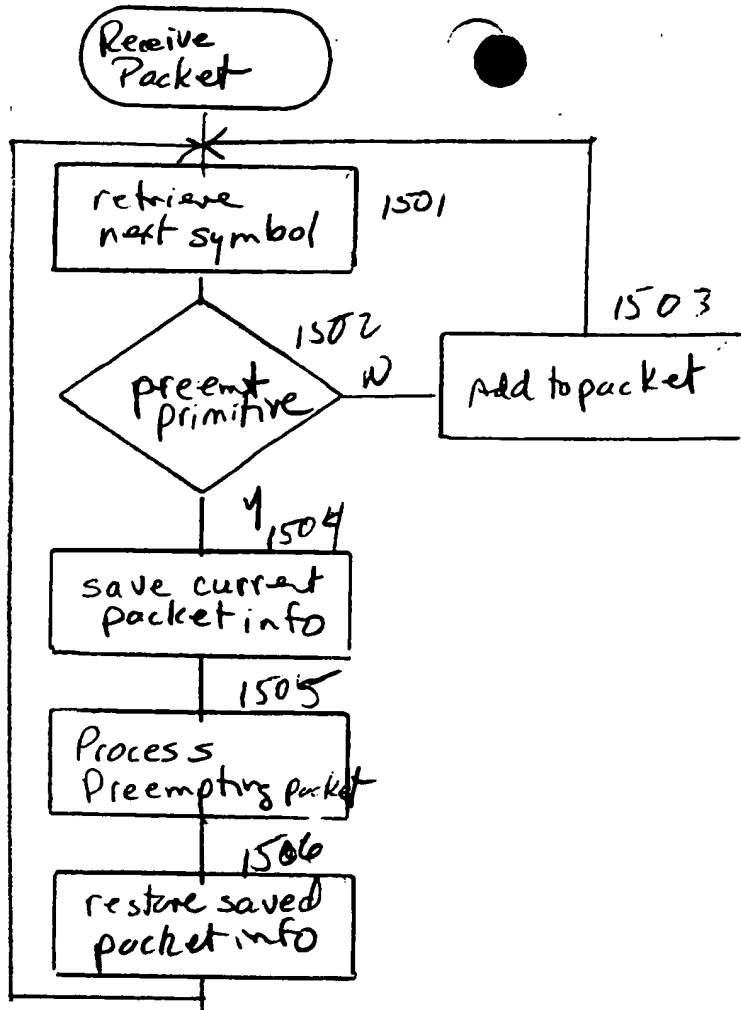 Receive
Packet
retrieve
next symbol
1501
1502
preempt
primitive
N
1503
Add to packet
Y
1504
save current
packet info
1505
Process
Preempting packet
1506
restore saved
packet info